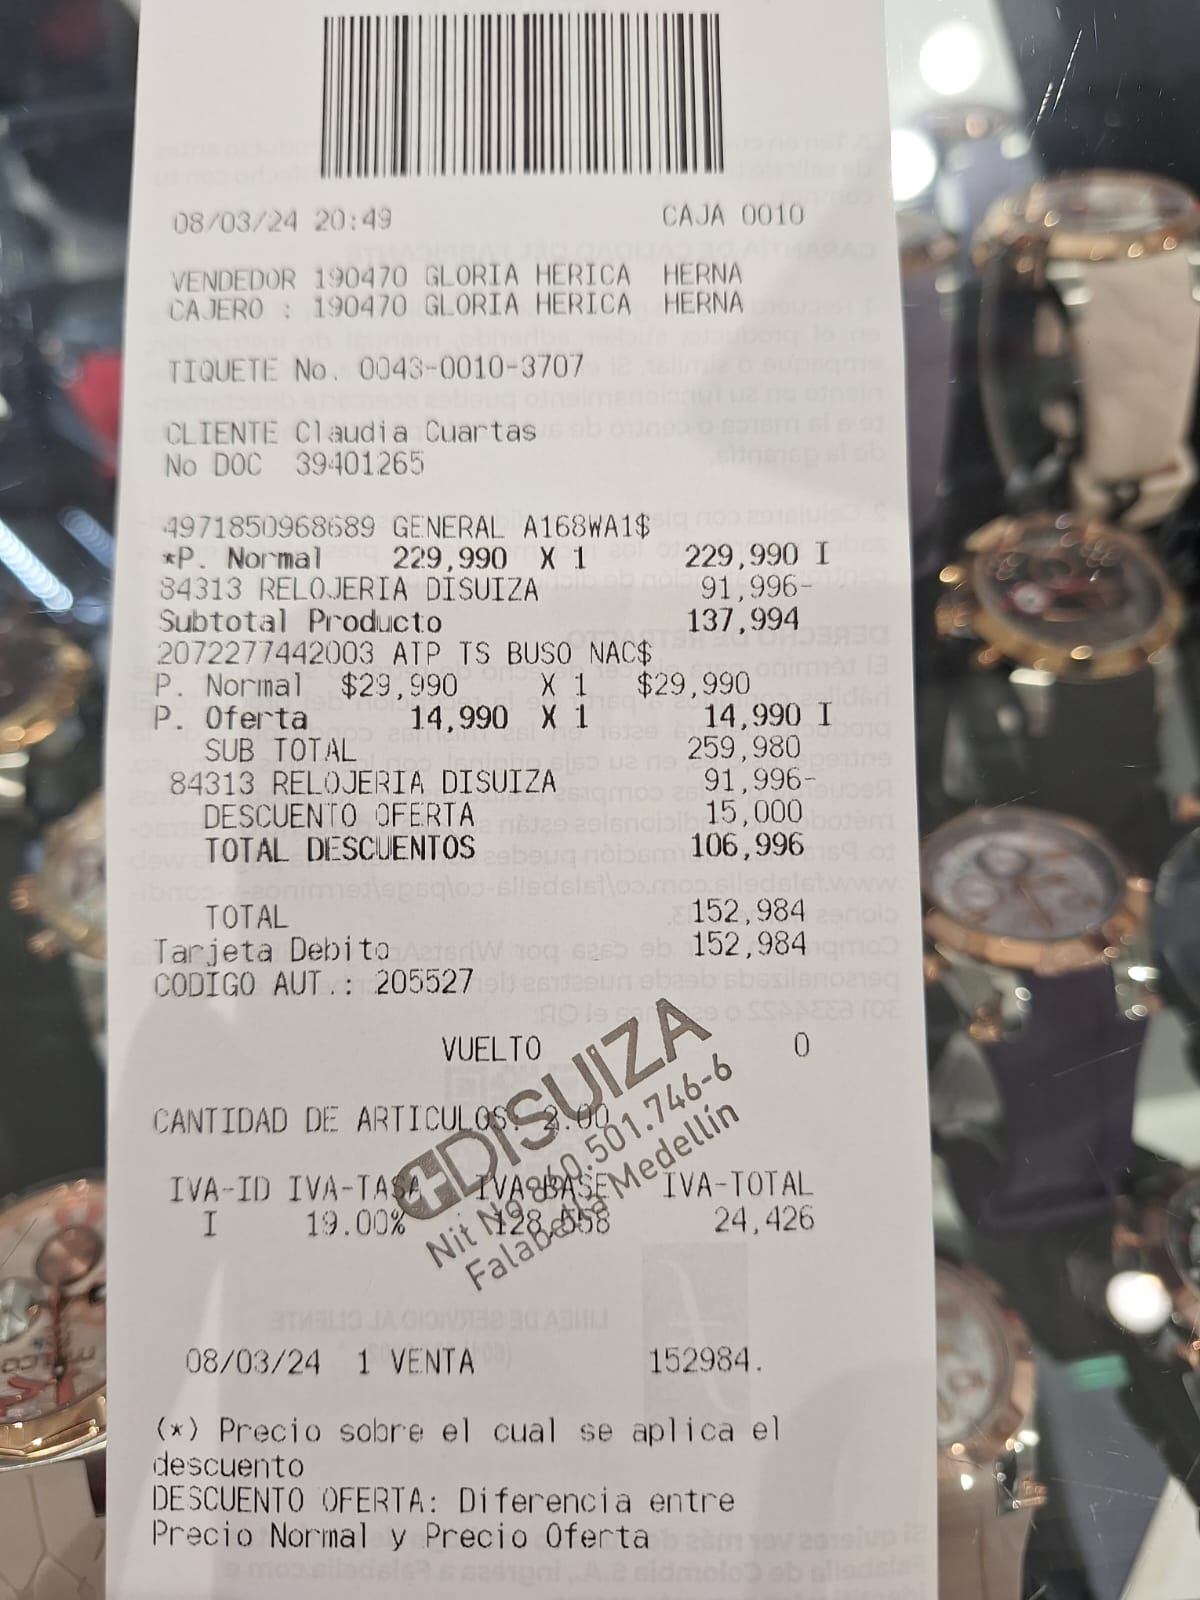 08/03/24 20:49 CAJA 0010
VENDEDOR 190470 GLORIA HERICA HERNA
CAJERO : 190470 GLORIA HERICA HERNA
TIQUETE No. 0043-0010-3707
CLIENTE Claudia Cuartas
No DOC 39401265
4971850968689 GENERAL A168WA1$
*P. Normal 229,990 X 1 229,990 I
84313 RELOJERIA DISUIZA 91,996-
Subtotal Producto 137,994
2072277442003 ATP TS BUSO NAC$
P. Normal $29,990 X 1 $29,990
P. Oferta 14,990 X 1 14,990 I
SUB TOTAL 259,980
84313 RELOJERIA DISUIZA 91,996-
DESCUENTO OFERTA 15,000
TOTAL DESCUENTOS 106,996
TOTAL 152,984
Tarjeta Debito 152,984
CODIGO AUT.: 205527
VUELTO 0
CANTIDAD DE ARTICULOS: 2.00
IVA-ID IVA-TASA IVA-BASE IVA-TOTAL
I 19.00% 128,558 24,426
DISUIZA
Nit No 860.501.746-6
Falabella Medellín
08/03/24 1 VENTA 152984.
(*) Precio sobre el cual se aplica el
descuento
DESCUENTO OFERTA: Diferencia entre
Precio Normal y Precio Oferta